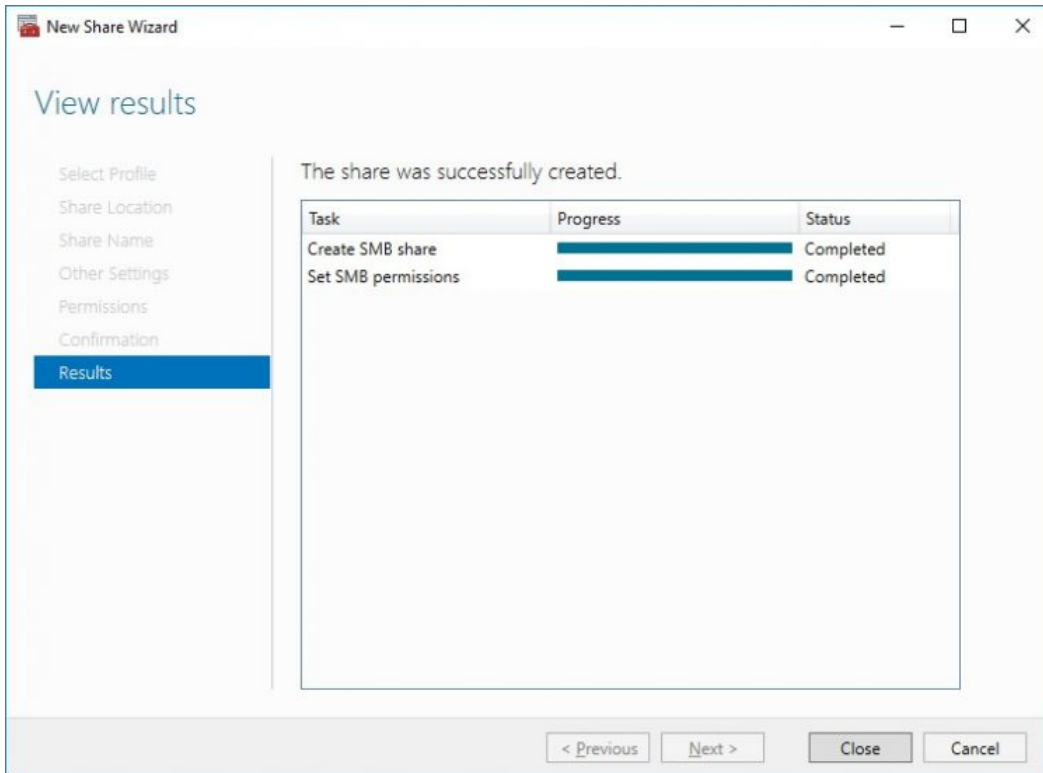 New Share Wizard
View results
Select Profile
Share Location
Share Name
Other Settings
Permissions
Confirmation
Results
The share was successfully created.
Task Progress Status
Create SMB share Completed
Set SMB permissions Completed
< Previous Next > Close Cancel